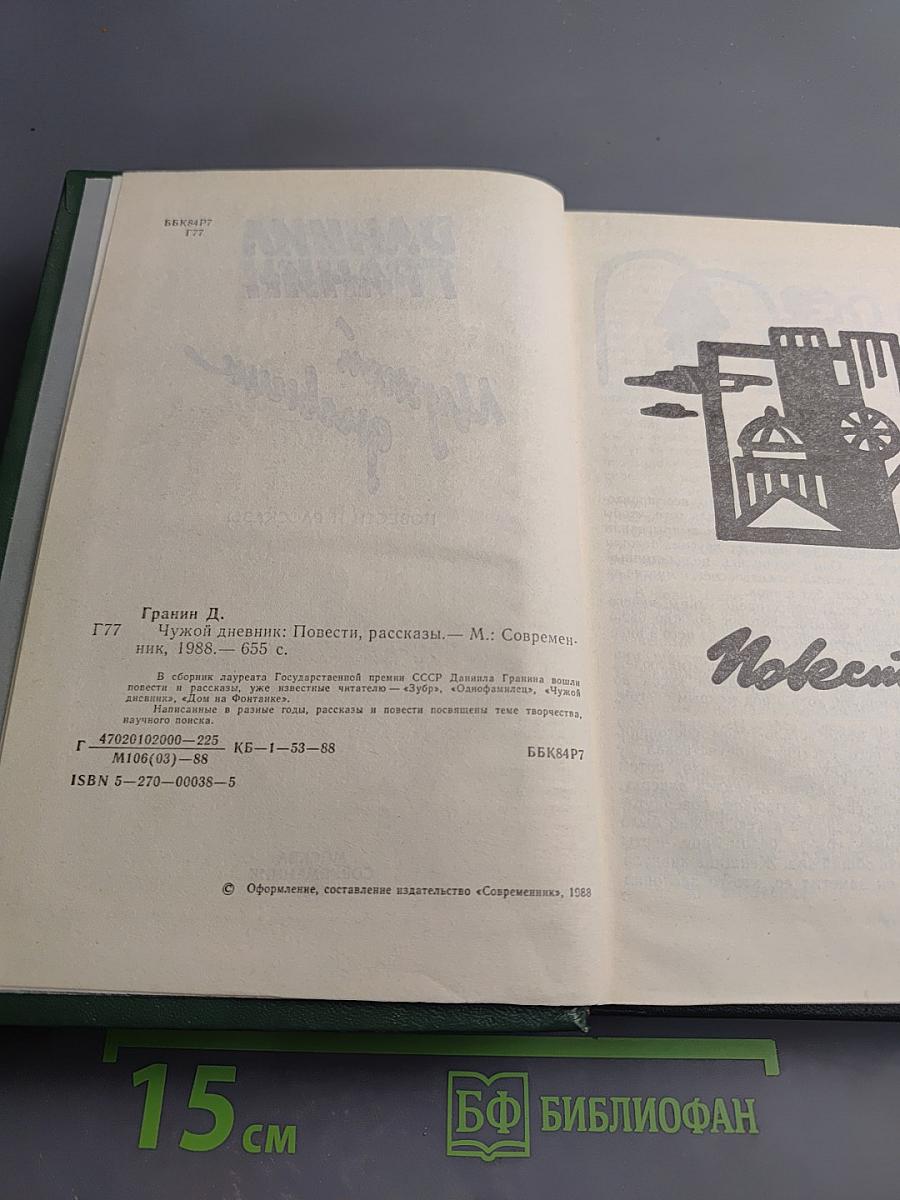 ББК84Р7
Г77
Гранин Д.
Г77 Чужой дневник: Повести, рассказы.— М.: Современ-
ник, 1988.— 655 с.
В сборник лауреата Государственной премии СССР Даниила Гранина вошли
повести и рассказы, уже известные читателю — «Зубр», «Однофамилец», «Чужой
дневник», «Дом на Фонтанке».
Написанные в разные годы, рассказы и повести посвящены теме творчества,
научного поиска.
Г 47020102000—225 КБ—1—53—88
М106(03)—88
ББК84Р7
ISBN 5—270—00038—5
© Оформление, составление издательство «Современник», 1988
Повест
15 см
БФ БИБЛИОФАН